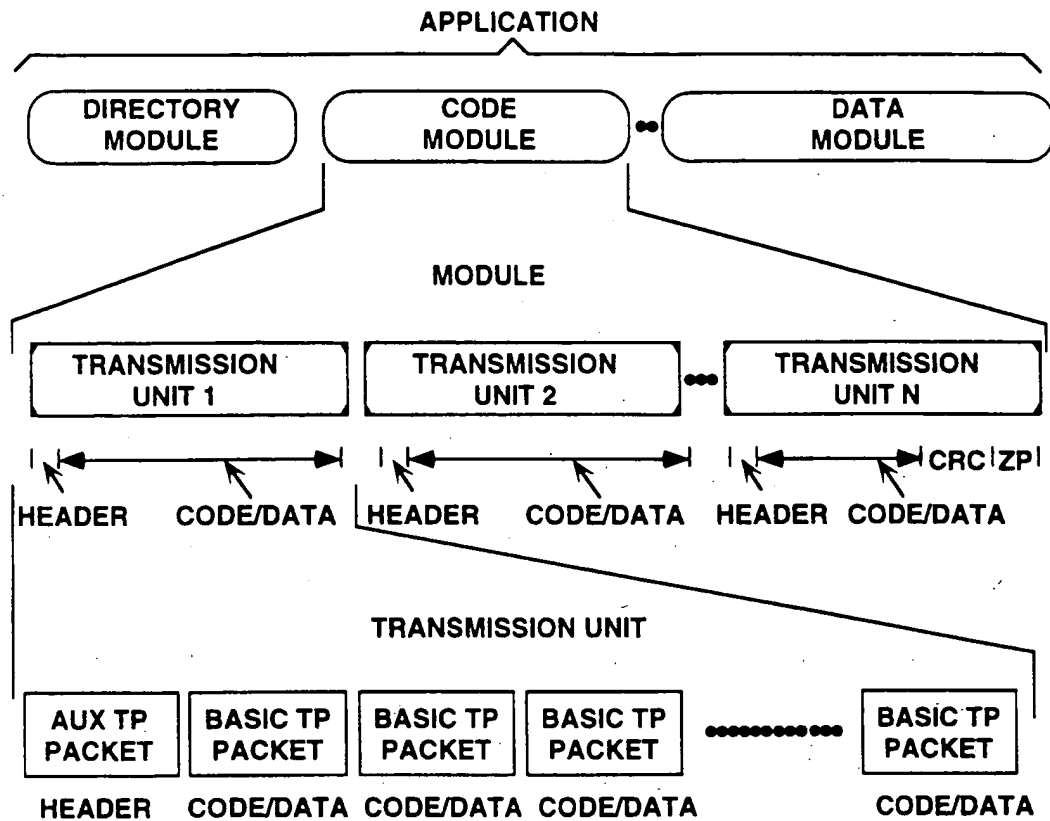 APPLICATION
DIRECTORY MODULE
CODE MODULE
DATA MODULE
MODULE
TRANSMISSION UNIT 1
TRANSMISSION UNIT 2
TRANSMISSION UNIT N
HEADER
CODE/DATA
HEADER
CODE/DATA
HEADER
CODE/DATA
CRC
ZP
TRANSMISSION UNIT
AUX TP PACKET
BASIC TP PACKET
BASIC TP PACKET
BASIC TP PACKET
BASIC TP PACKET
HEADER
CODE/DATA
CODE/DATA
CODE/DATA
CODE/DATA